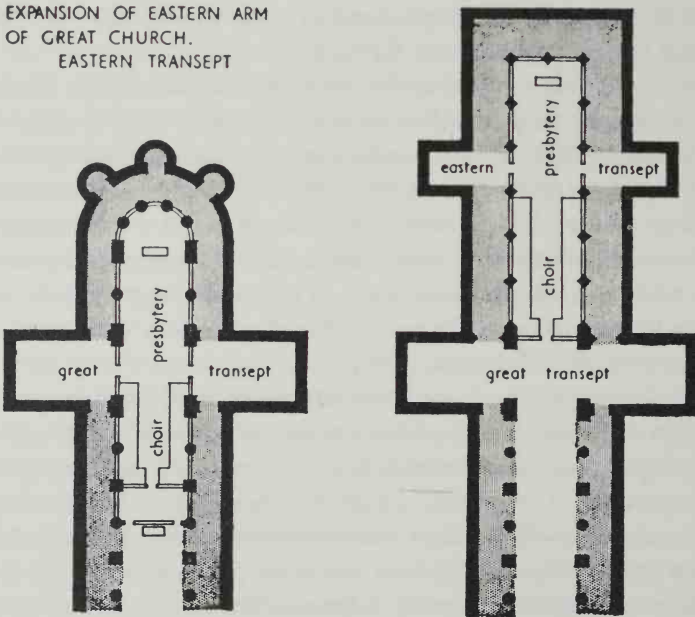 EXPANSION OF EASTERN ARM
OF GREAT CHURCH.
EASTERN TRANSEPT
presbytery
great
transept
choir
presbytery
eastern
transept
choir
great transept